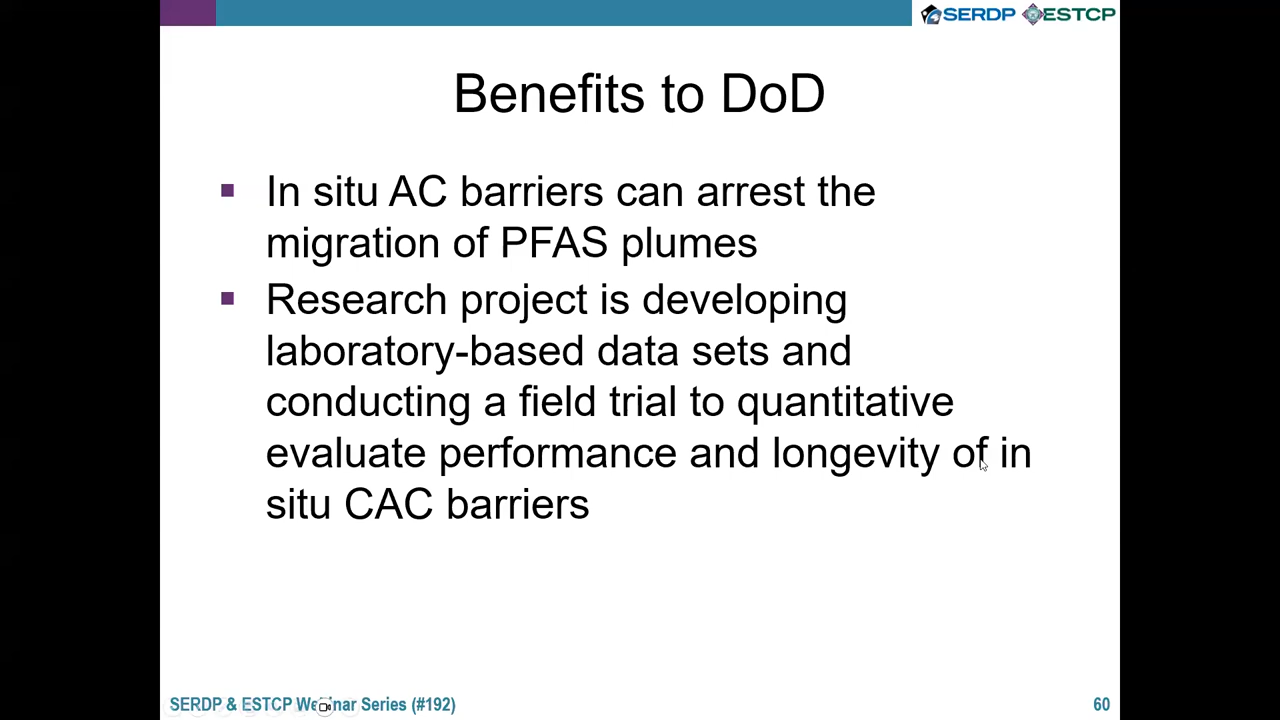 SERDP ESTCP
Benefits to DoD
In situ AC barriers can arrest the
migration of PFAS plumes
Research project is developing
laboratory-based data sets and
conducting a field trial to quantitative
evaluate performance and longevity of in
situ CAC barriers
SERDP & ESTCP Webinar Series (#192)
60